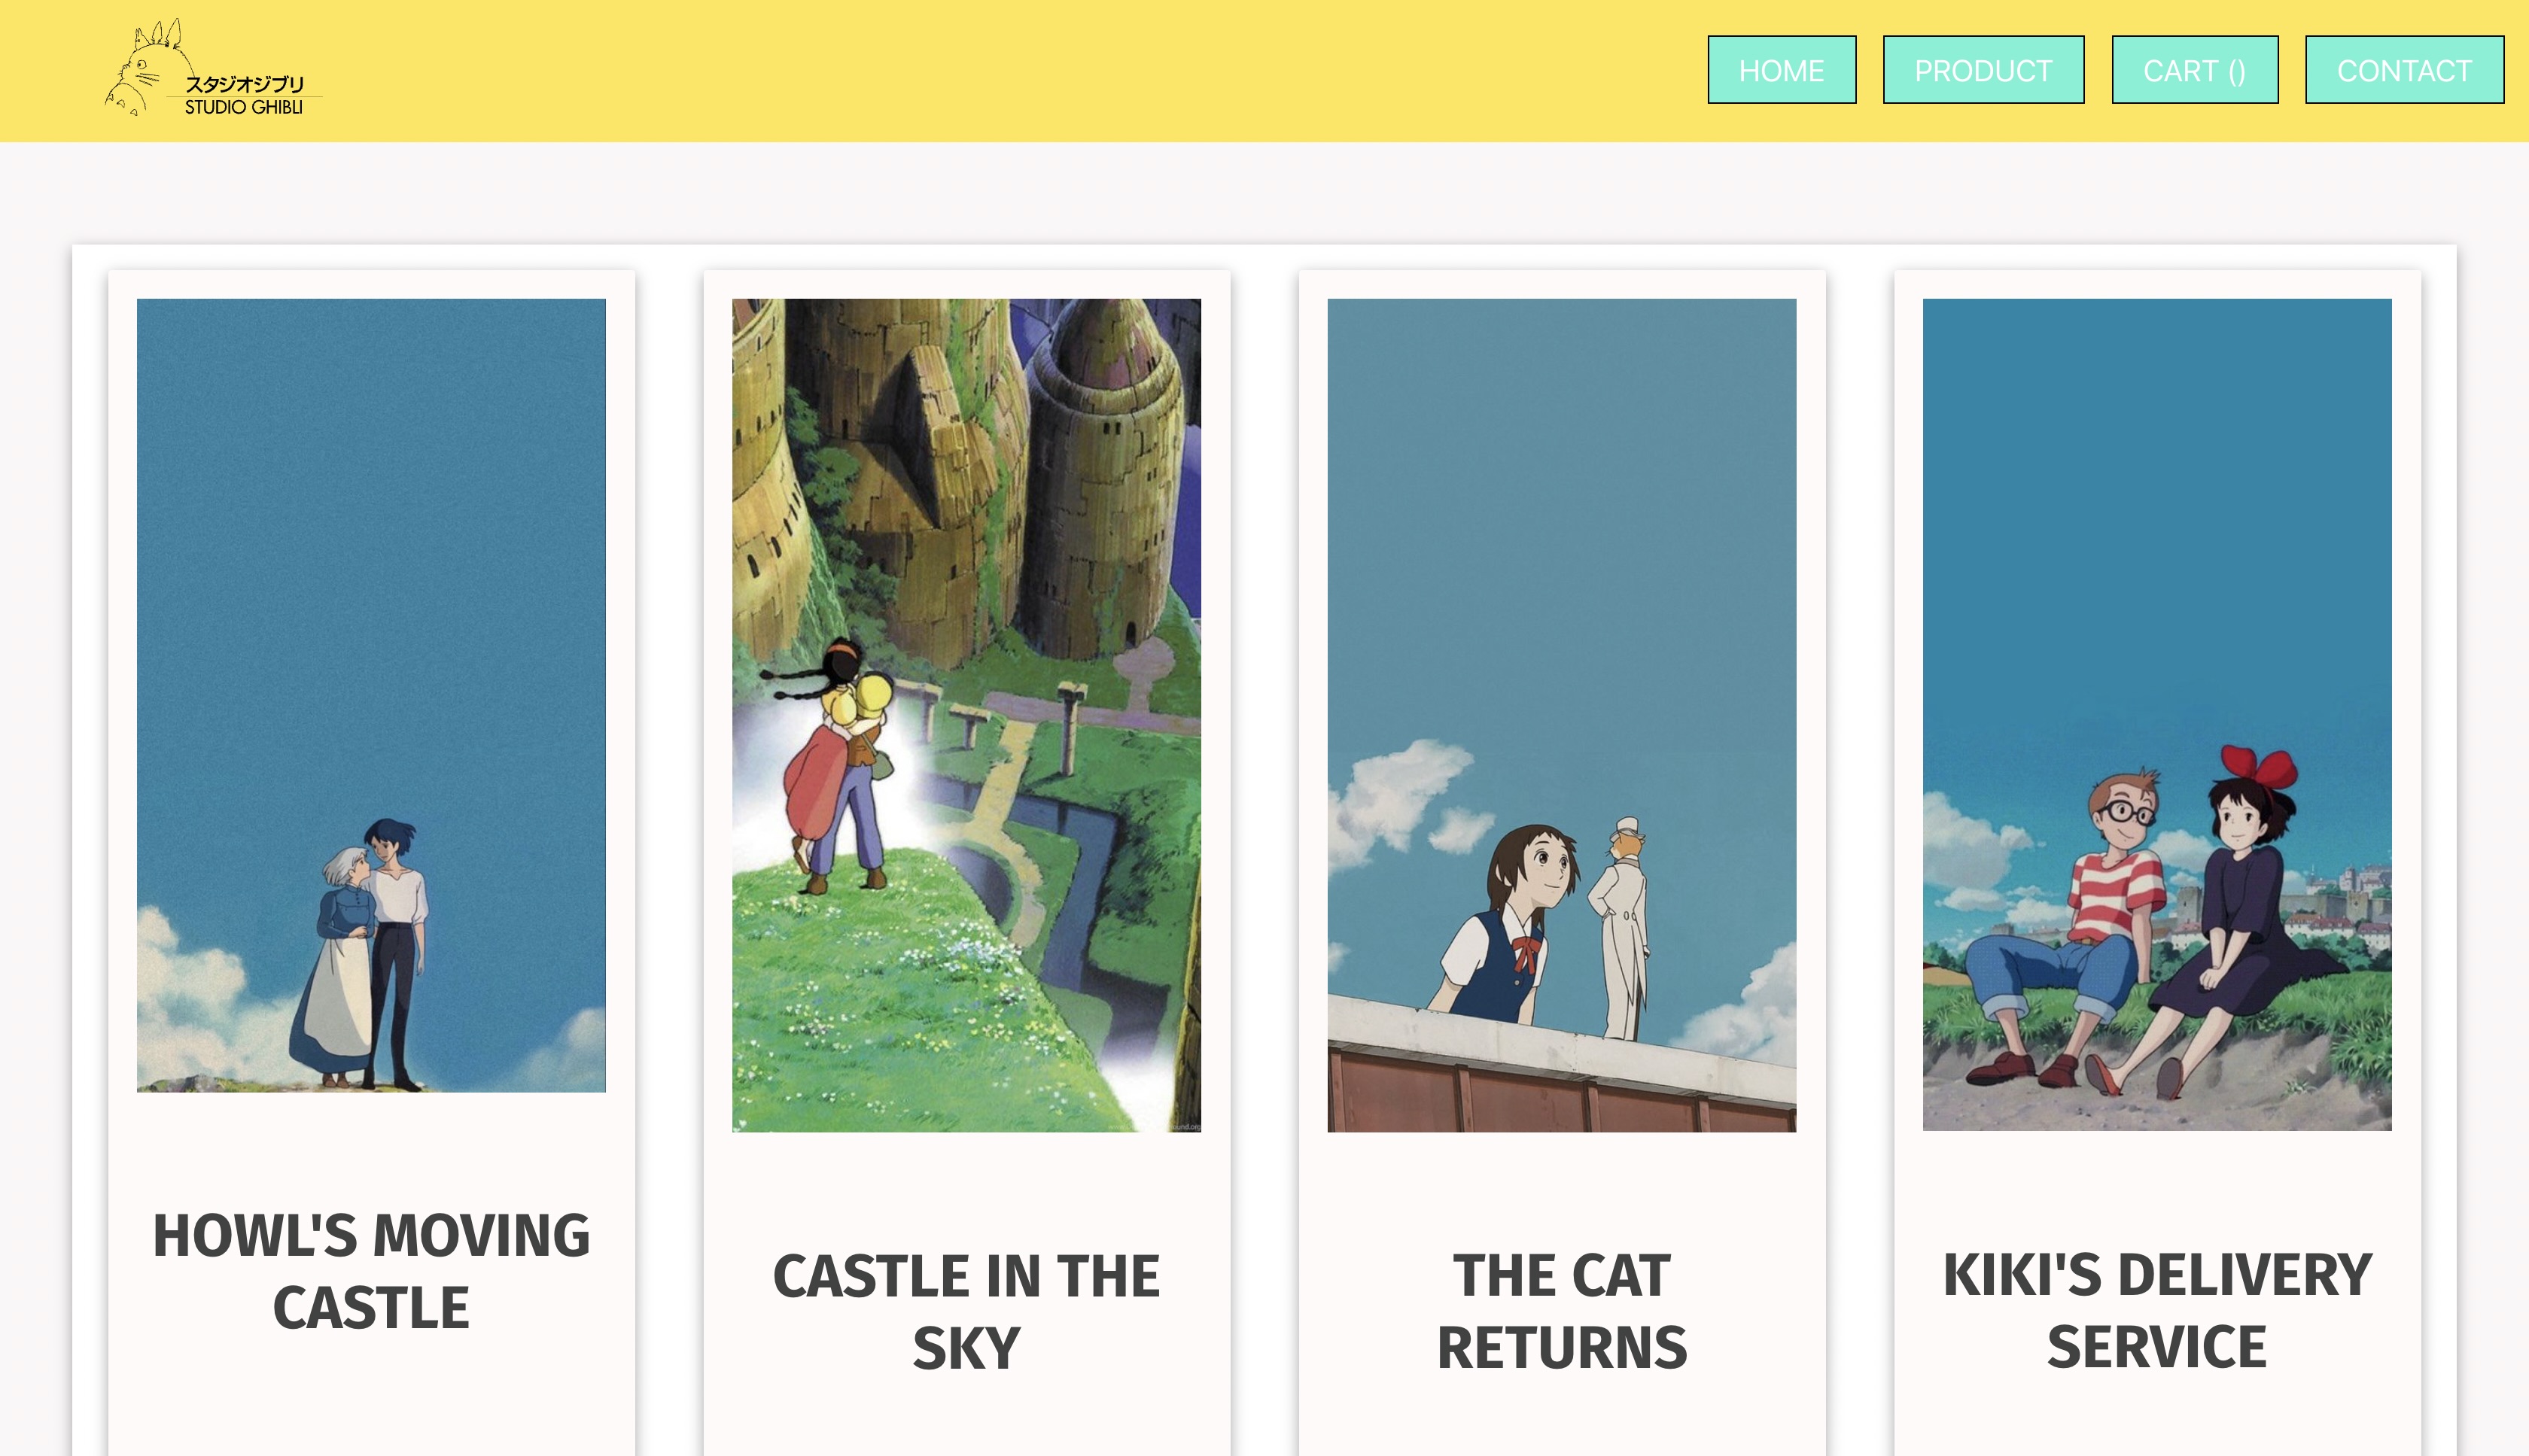 スタジオジブリ
STUDIO GHIBLI
HOME
PRODUCT
CART ()
CONTACT
HOWL'S MOVING
CASTLE
CASTLE IN THE
SKY
THE CAT
RETURNS
KIKI'S DELIVERY
SERVICE